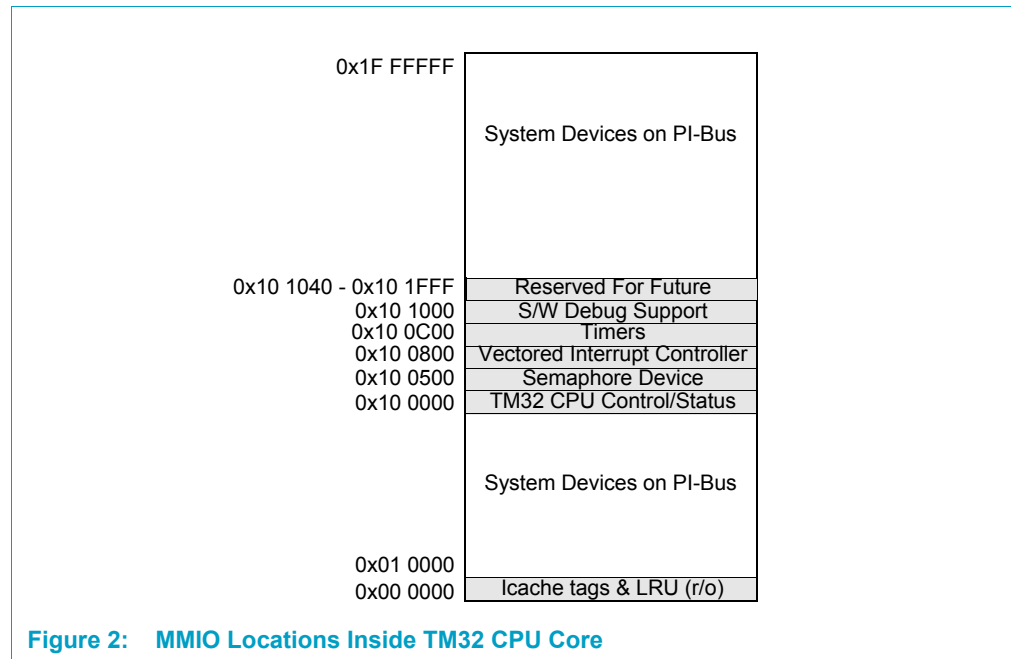 0x1F FFFFF
System Devices on PI-Bus
0x10 1040 - 0x10 1FFF Reserved For Future
0x10 1000 S/W Debug Support
0x10 0C00 Timers
0x10 0800 Vectored Interrupt Controller
0x10 0500 Semaphore Device
0x10 0000 TM32 CPU Control/Status
System Devices on PI-Bus
0x01 0000
0x00 0000 Icache tags & LRU (r/o)
Figure 2: MMIO Locations Inside TM32 CPU Core